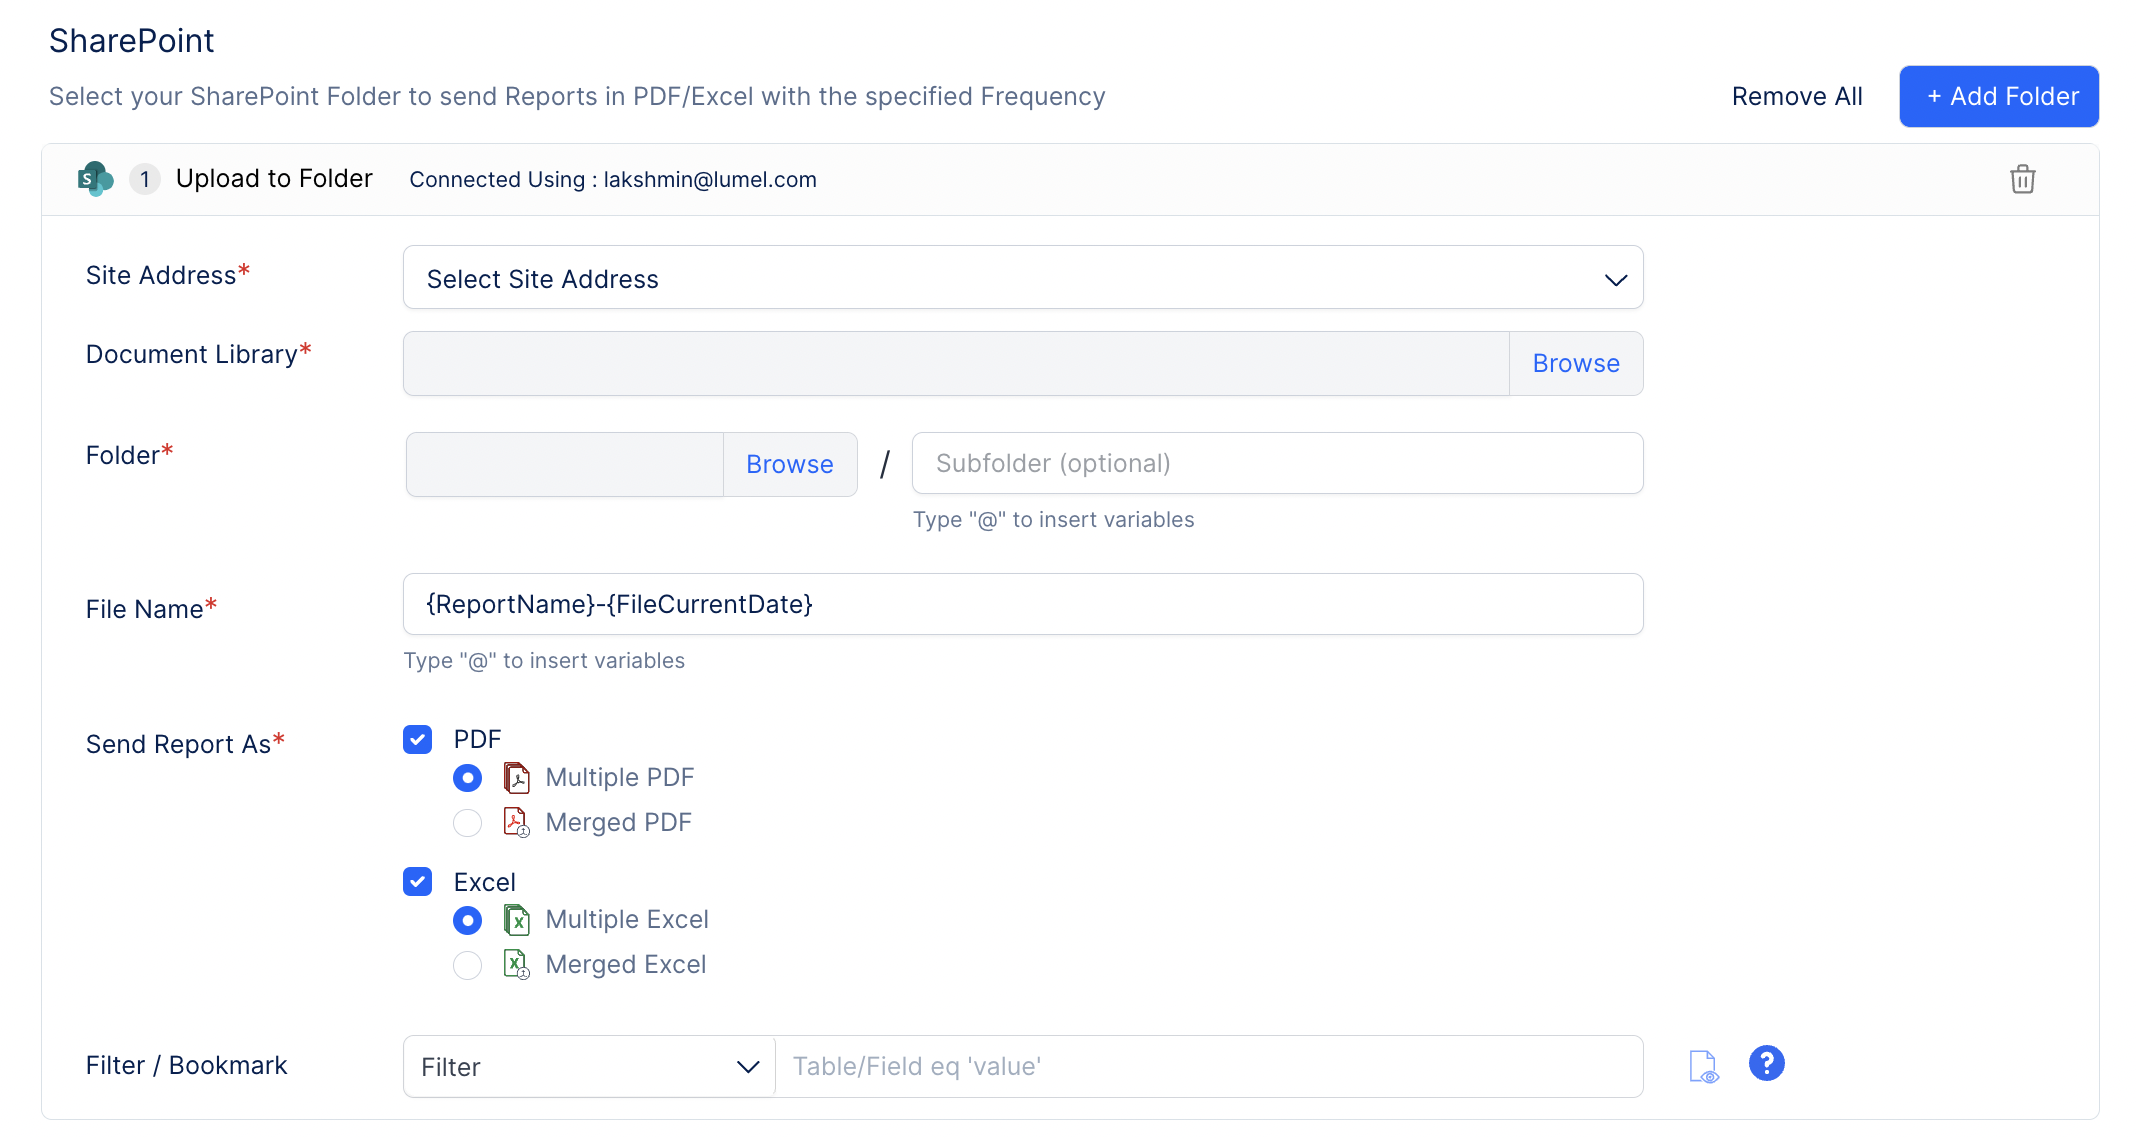 SharePoint
Select your SharePoint Folder to send Reports in PDF/Excel with the specified Frequency
Remove All
+ Add Folder
S 1 Upload to Folder Connected Using : lakshmin@lumel.com
Site Address* Select Site Address
Document Library* Browse
Folder* Browse / Subfolder (optional)
Type "@" to insert variables
File Name* {ReportName}-{FileCurrentDate}
Type "@" to insert variables
Send Report As* PDF
Multiple PDF
Merged PDF
Excel
Multiple Excel
Merged Excel
Filter / Bookmark Filter Table/Field eq 'value' ?